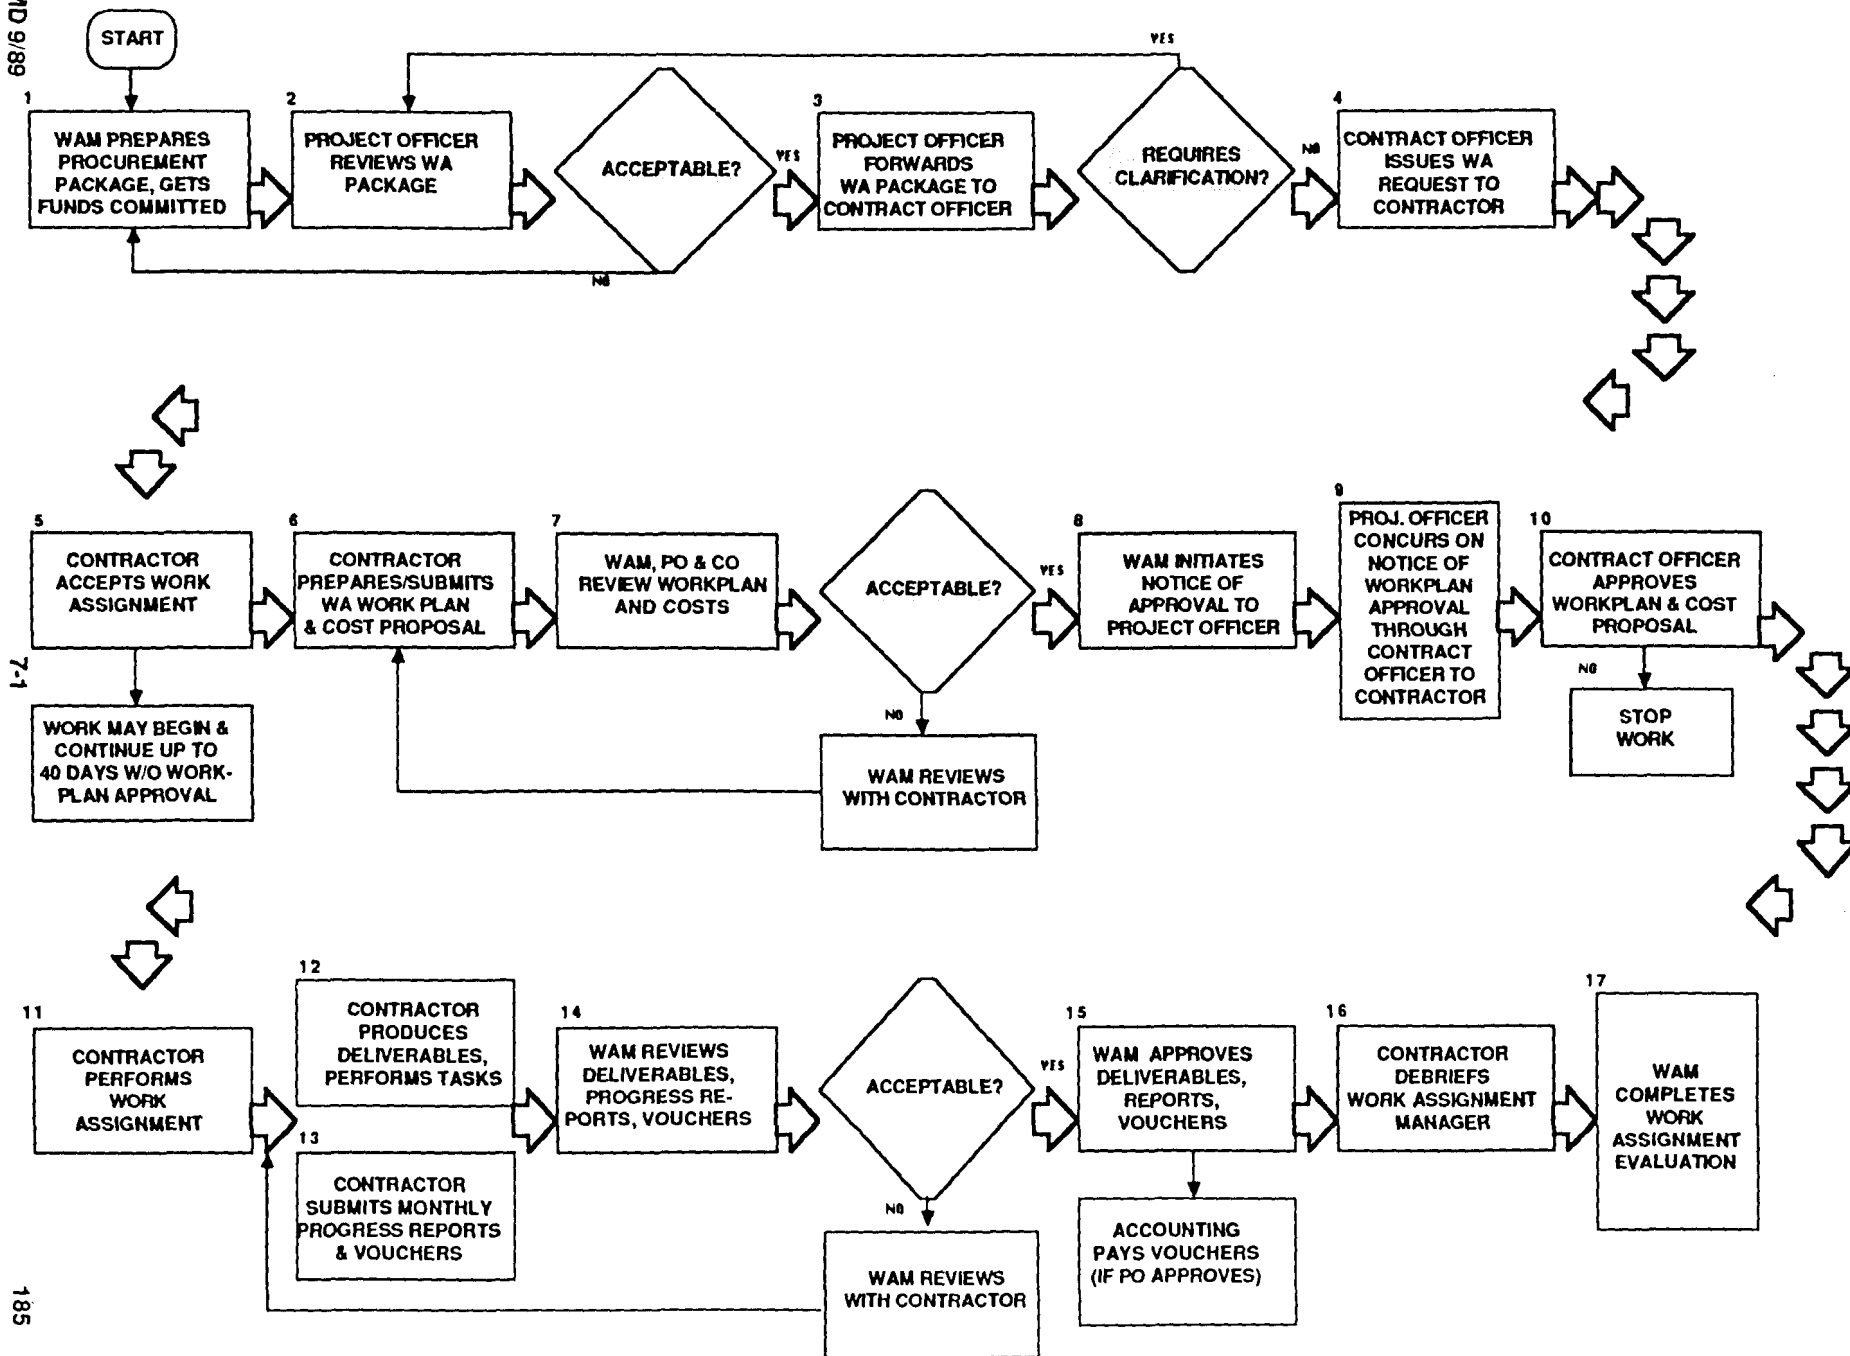 MD 9/89
START
1
WAM PREPARES
PROCUREMENT
PACKAGE, GETS
FUNDS COMMITTED
2
PROJECT OFFICER
REVIEWS WA
PACKAGE
ACCEPTABLE?
YES
NO
3
PROJECT OFFICER
FORWARDS
WA PACKAGE TO
CONTRACT OFFICER
REQUIRES
CLARIFICATION?
YES
NO
4
CONTRACT OFFICER
ISSUES WA
REQUEST TO
CONTRACTOR
5
CONTRACTOR
ACCEPTS WORK
ASSIGNMENT
WORK MAY BEGIN &
CONTINUE UP TO
40 DAYS W/O WORK-
PLAN APPROVAL
6
CONTRACTOR
PREPARES/SUBMITS
WA WORK PLAN
& COST PROPOSAL
7
WAM, PO & CO
REVIEW WORKPLAN
AND COSTS
ACCEPTABLE?
YES
NO
WAM REVIEWS
WITH CONTRACTOR
8
WAM INITIATES
NOTICE OF
APPROVAL TO
PROJECT OFFICER
9
PROJ. OFFICER
CONCURS ON
NOTICE OF
WORKPLAN
APPROVAL
THROUGH
CONTRACT
OFFICER TO
CONTRACTOR
10
CONTRACT OFFICER
APPROVES
WORKPLAN & COST
PROPOSAL
NO
STOP
WORK
7-1
11
CONTRACTOR
PERFORMS
WORK
ASSIGNMENT
12
CONTRACTOR
PRODUCES
DELIVERABLES,
PERFORMS TASKS
13
CONTRACTOR
SUBMITS MONTHLY
PROGRESS REPORTS
& VOUCHERS
14
WAM REVIEWS
DELIVERABLES,
PROGRESS RE-
PORTS, VOUCHERS
ACCEPTABLE?
YES
NO
WAM REVIEWS
WITH CONTRACTOR
15
WAM APPROVES
DELIVERABLES,
REPORTS,
VOUCHERS
ACCOUNTING
PAYS VOUCHERS
(IF PO APPROVES)
16
CONTRACTOR
DEBRIEFS
WORK ASSIGNMENT
MANAGER
17
WAM
COMPLETES
WORK
ASSIGNMENT
EVALUATION
185